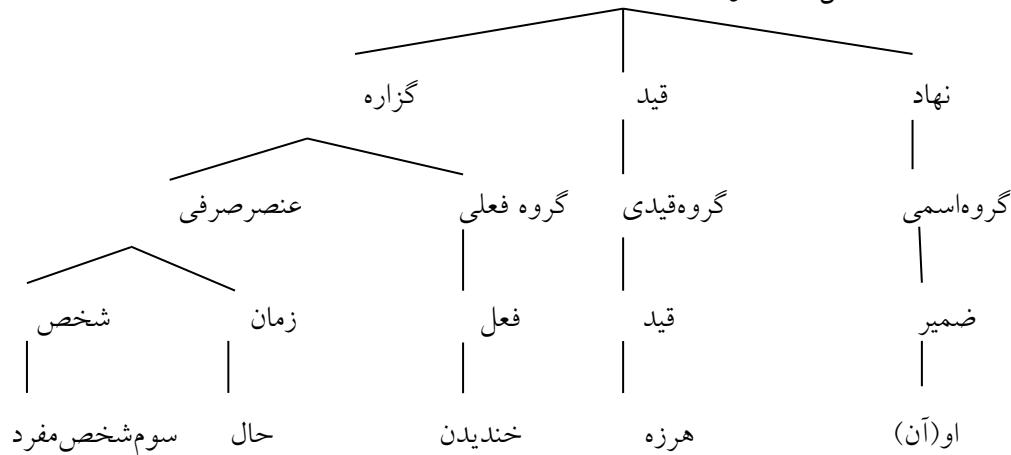 نهاد قید گزاره
گروه‌اسمی گروه‌قیدی گروه فعلی عنصرصرفی
ضمیر قید فعل زمان شخص
او(آن) هرزه خندیدن حال سوم‌شخص‌مفرد